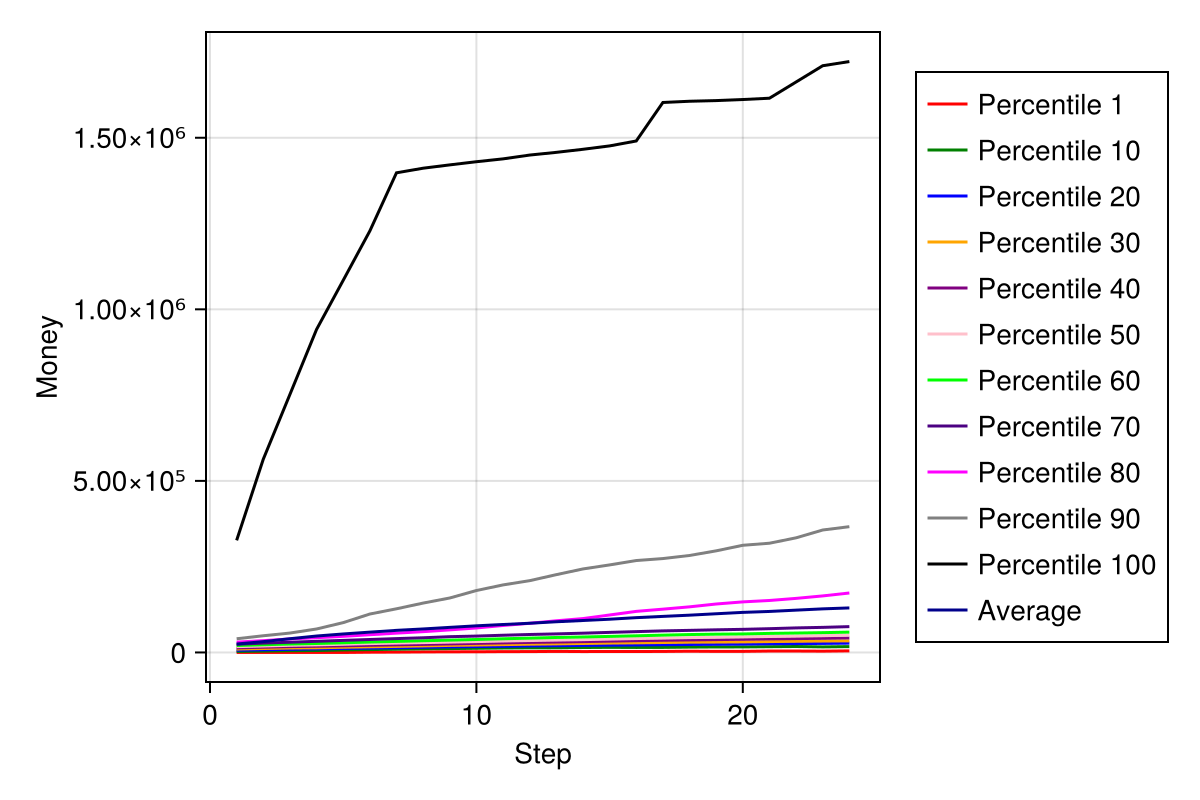 1.50×10⁶
1.00×10⁶
5.00×10⁵
0
0 10 20
Money
Step
Percentile 1
Percentile 10
Percentile 20
Percentile 30
Percentile 40
Percentile 50
Percentile 60
Percentile 70
Percentile 80
Percentile 90
Percentile 100
Average